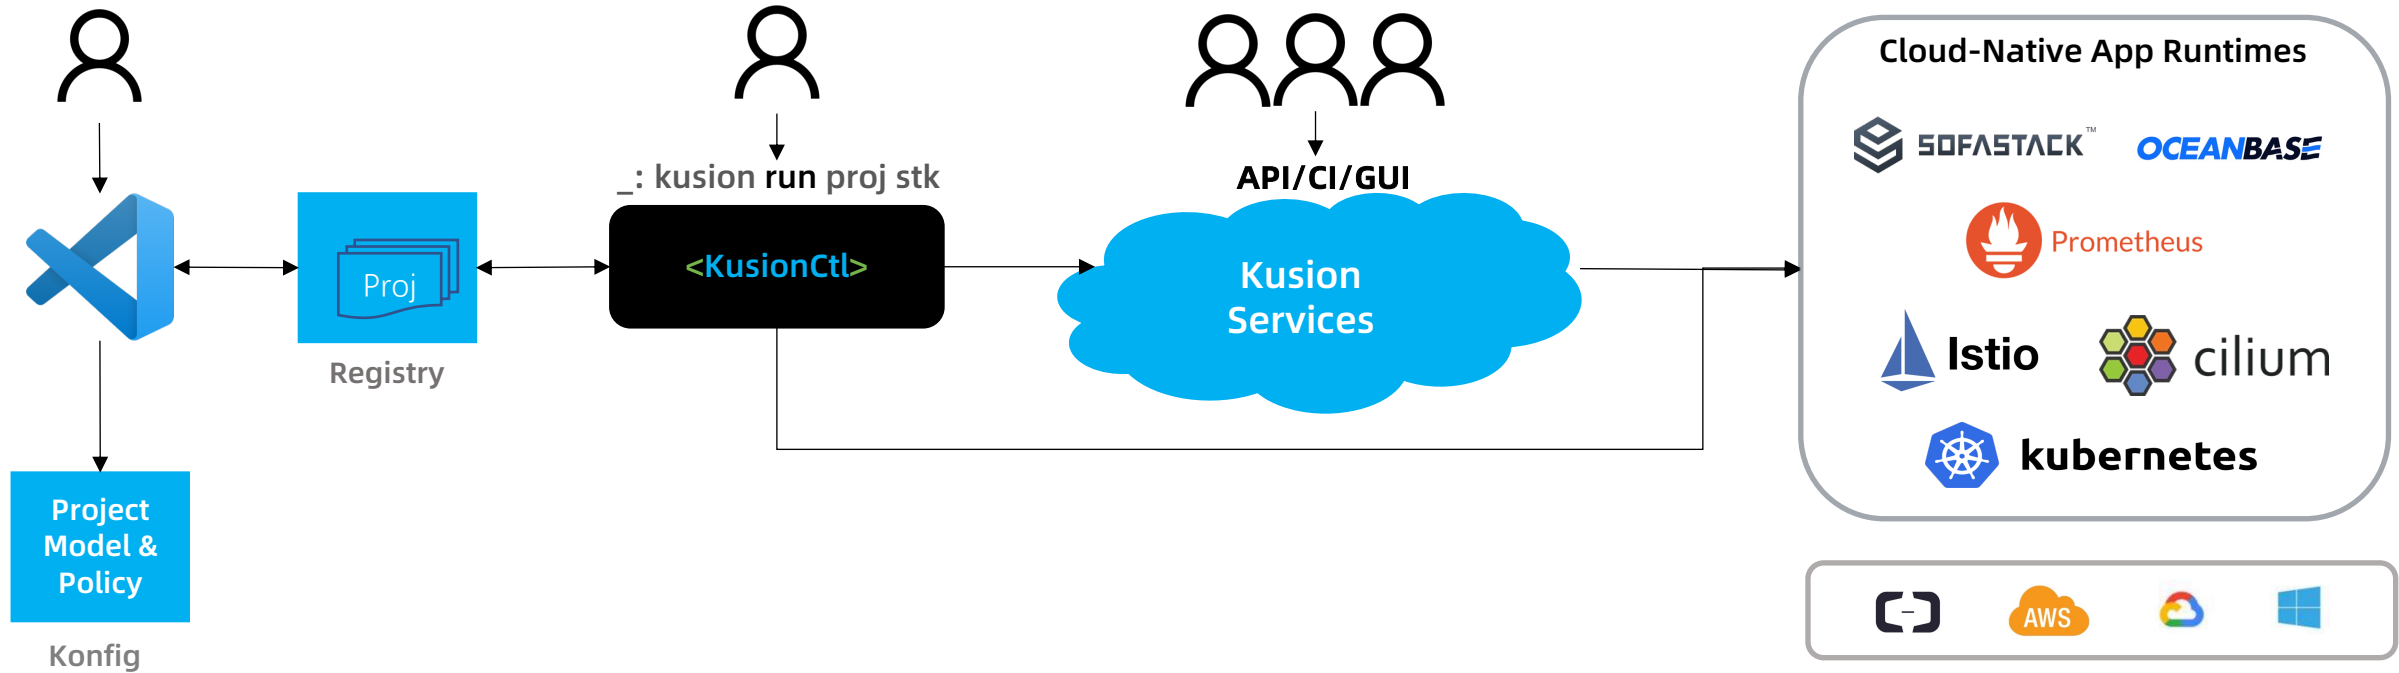 Cloud-Native App Runtimes
SOFASTACK™
OCEANBASE
_: kusion run proj stk
API/CI/GUI
Prometheus
Proj
<KusionCtl>
Kusion
Services
Registry
Istio
cilium
kubernetes
Project
Model &
Policy
Konfig
AWS